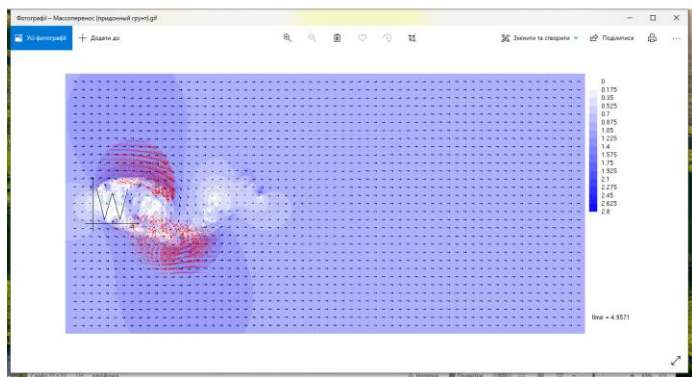 Фотографії – Массоперенос (придонный грунт).gif
Усі фотографії
Додати до
Змінити та створити
Поділитися
0
0.175
0.35
0.525
0.7
0.875
1.05
1.225
1.4
1.575
1.75
1.925
2.1
2.275
2.45
2.625
2.8
W
time = 4.9571